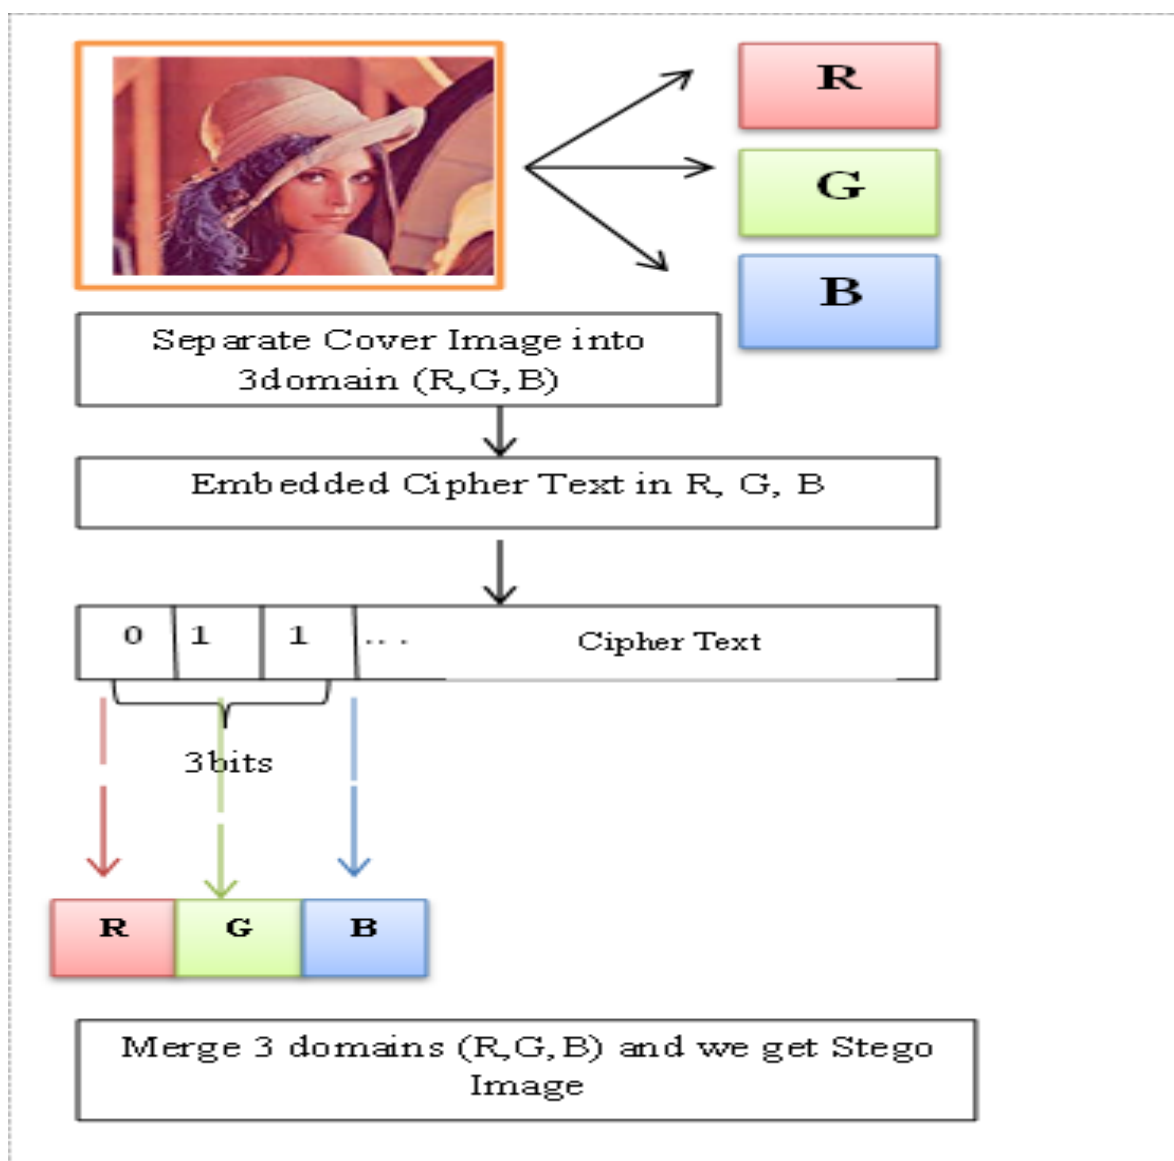 R
G
B
Separate Cover Image into
3domain (R,G,B)
Embedded Cipher Text in R, G, B
0 1 1 ... Cipher Text
3bits
R G B
Merge 3 domains (R,G,B) and we get Stego
Image